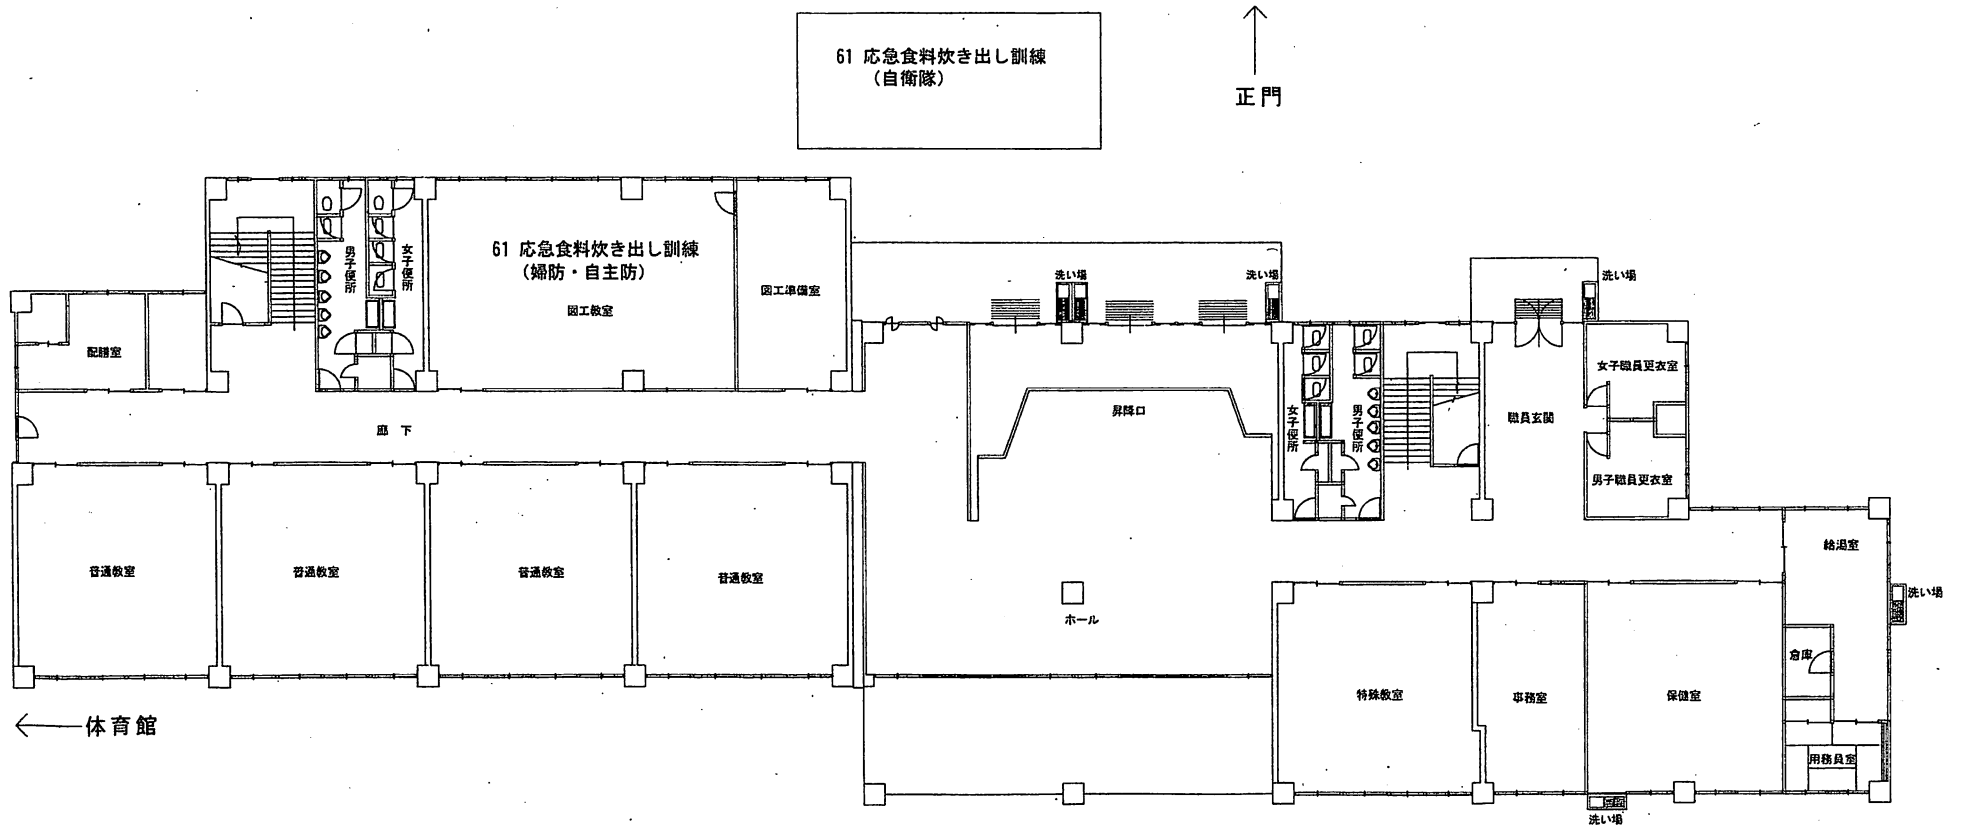 61 応急食料炊き出し訓練
（自衛隊）
正門
61 応急食料炊き出し訓練
（婦防・自主防）
図工教室
図工準備室
男子便所
女子便所
配膳室
洗い場
洗い場
洗い場
昇降口
女子便所
男子便所
職員玄関
女子職員更衣室
男子職員更衣室
廊 下
普通教室
普通教室
普通教室
普通教室
ホール
給湯室
洗い場
倉庫
特殊教室
事務室
保健室
用務員室
体育館
洗い場